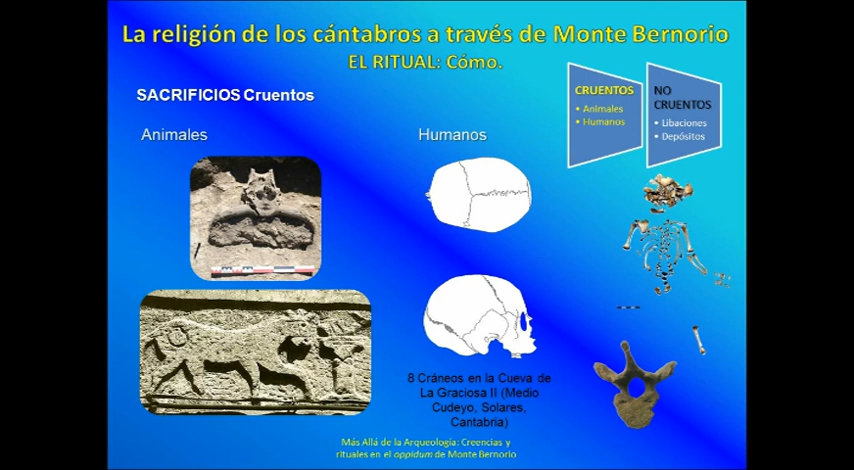 La religión de los cántabros a través de Monte Bernorio
EL RITUAL: Cómo.
SACRIFICIOS Cruentos
Animales
Humanos
CRUENTOS
• Animales
• Humanos
NO
CRUENTOS
• Libaciones
• Depósitos
8 Cráneos en la Cueva de
La Graciosa II (Medio
Cudeyo, Solares,
Cantabria)
Más Allá de la Arqueología: Creencias y
rituales en el oppidum de Monte Bernorio